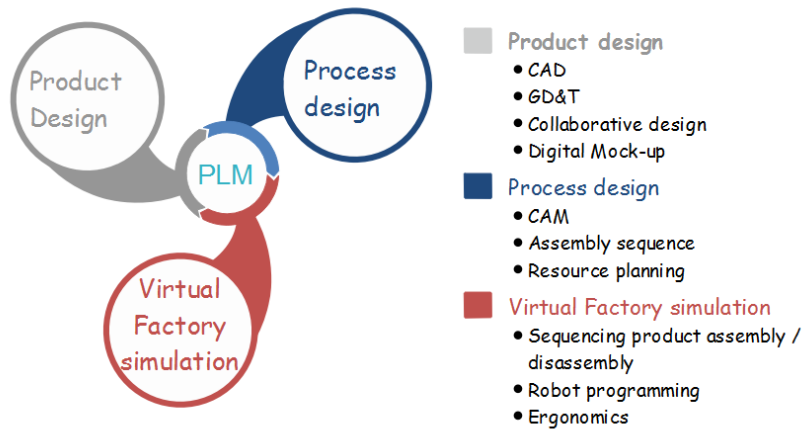 Product
Design
Process
design
PLM
Virtual
Factory
simulation
Product design
• CAD
• GD&T
• Collaborative design
• Digital Mock-up
Process design
• CAM
• Assembly sequence
• Resource planning
Virtual Factory simulation
• Sequencing product assembly /
disassembly
• Robot programming
• Ergonomics